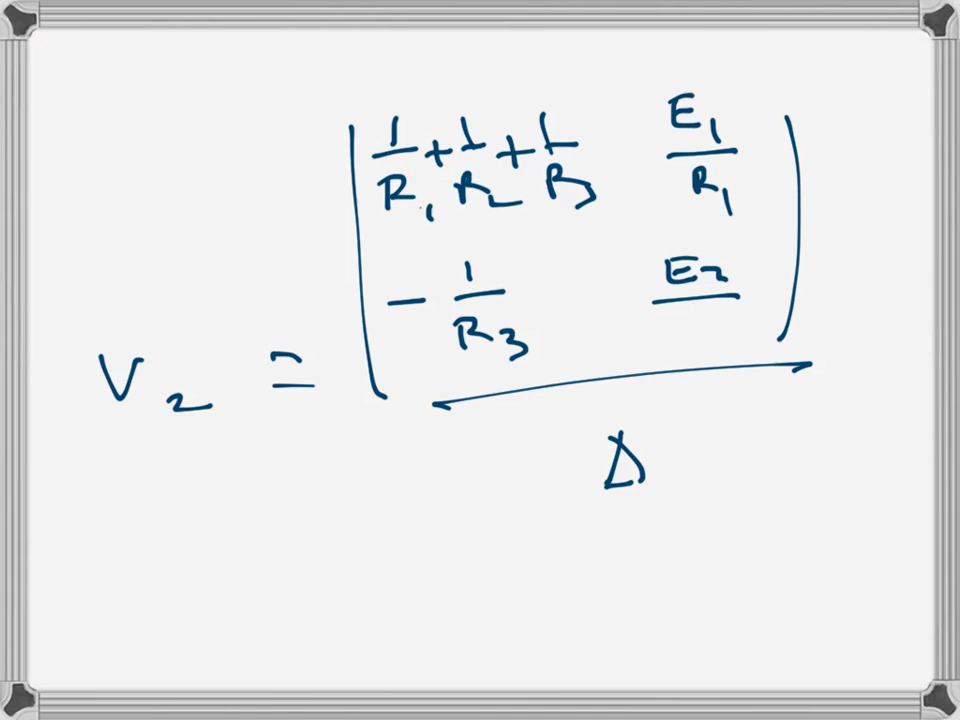 1/R1 + 1/R2 + 1/R3 E1/R1
- 1/R3 E2
V2 =
Δ